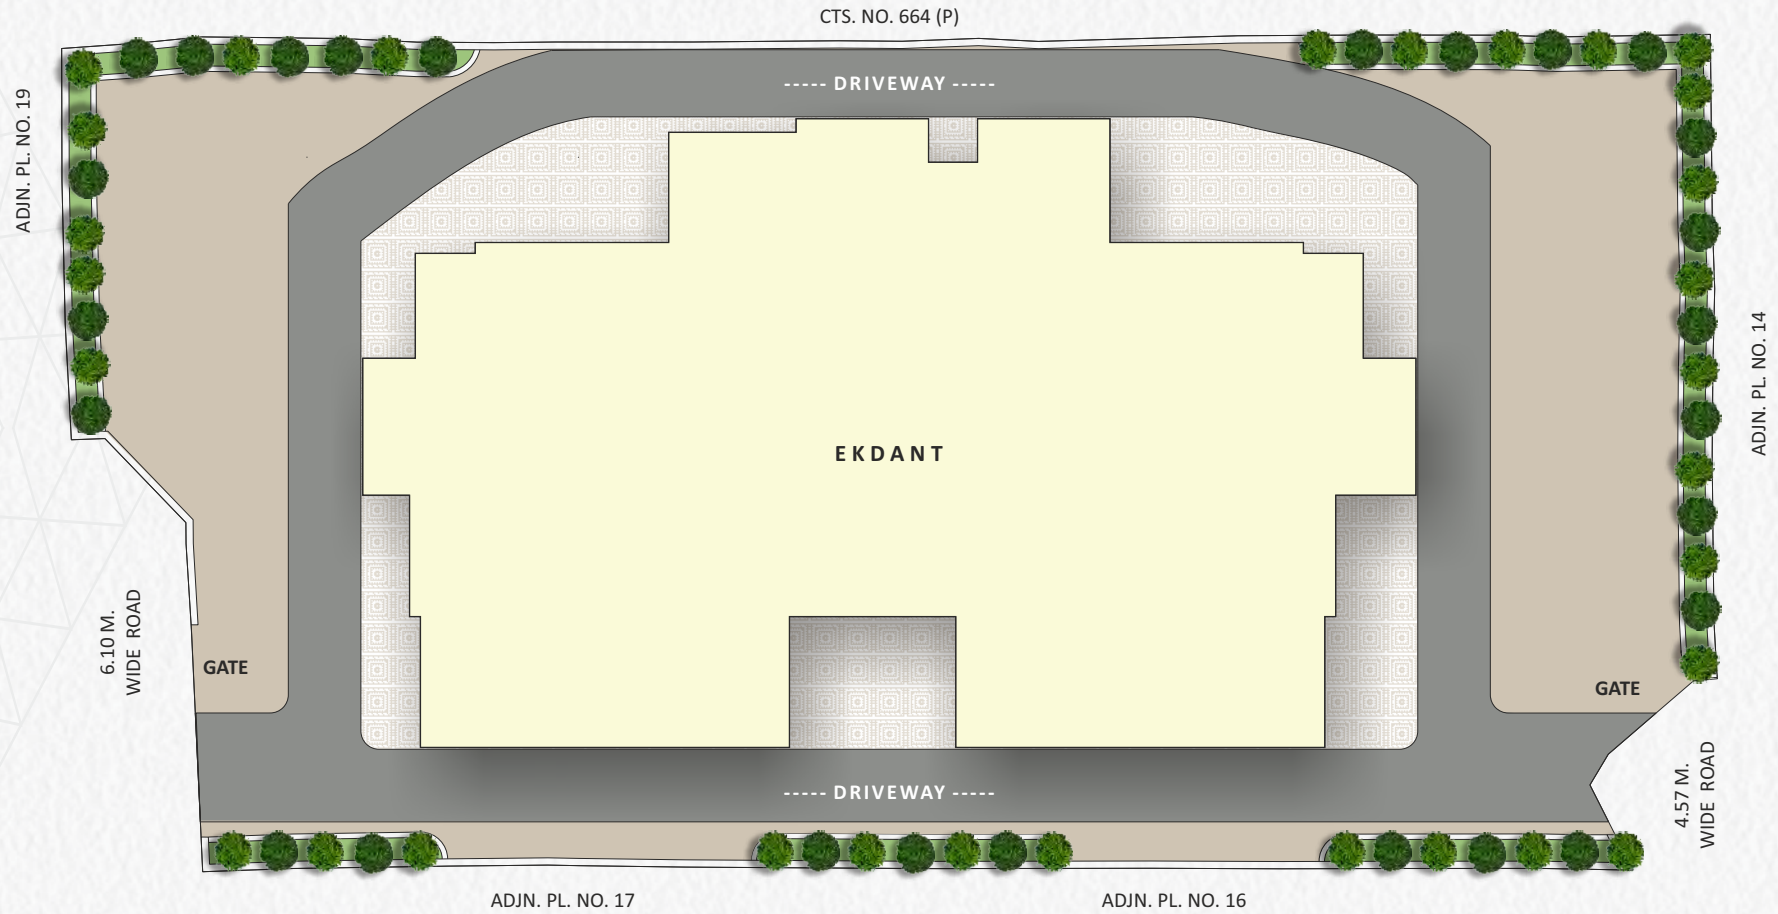 CTS. NO. 664 (P)
----- DRIVEWAY -----
ADJN. PL. NO. 19
ADJN. PL. NO. 14
EKDANT
6.10 M.
WIDE ROAD
GATE
GATE
4.57 M.
WIDE ROAD
----- DRIVEWAY -----
ADJN. PL. NO. 17
ADJN. PL. NO. 16